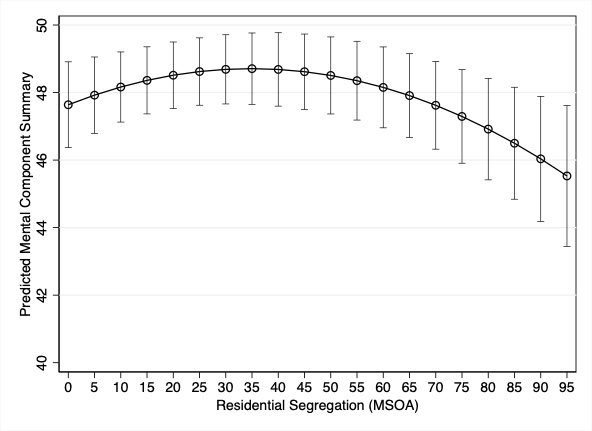 Predicted Mental Component Summary
50
48
46
44
42
40
0 5 10 15 20 25 30 35 40 45 50 55 60 65 70 75 80 85 90 95
Residential Segregation (MSOA)